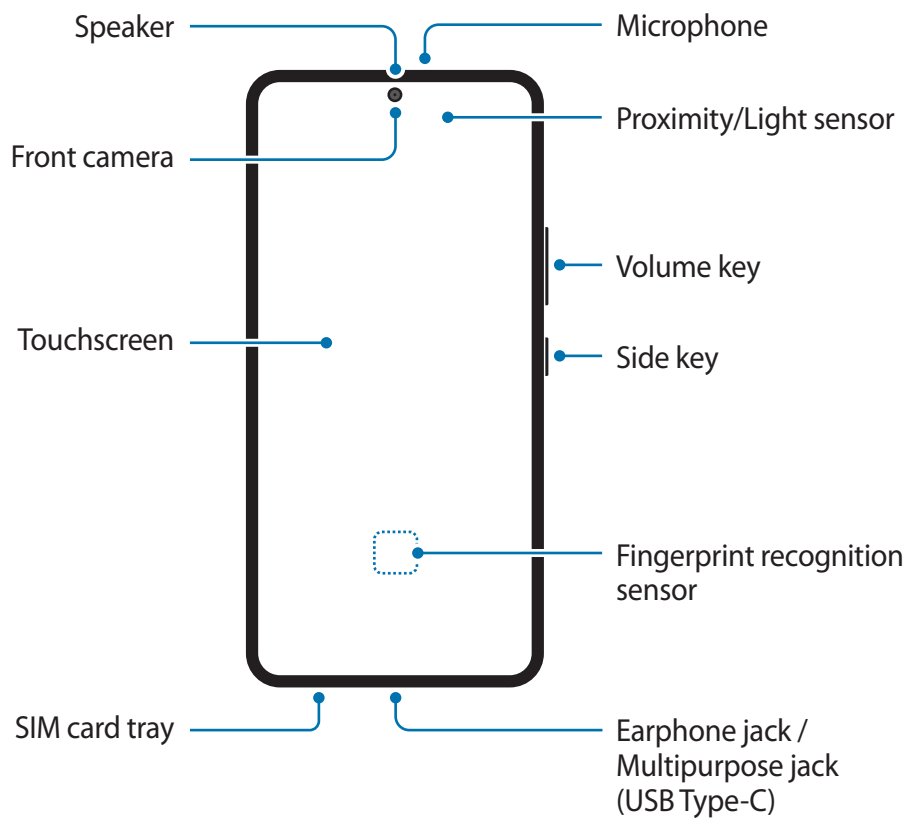 Speaker
Microphone
Proximity/Light sensor
Front camera
Volume key
Touchscreen
Side key
Fingerprint recognition
sensor
SIM card tray
Earphone jack /
Multipurpose jack
(USB Type-C)